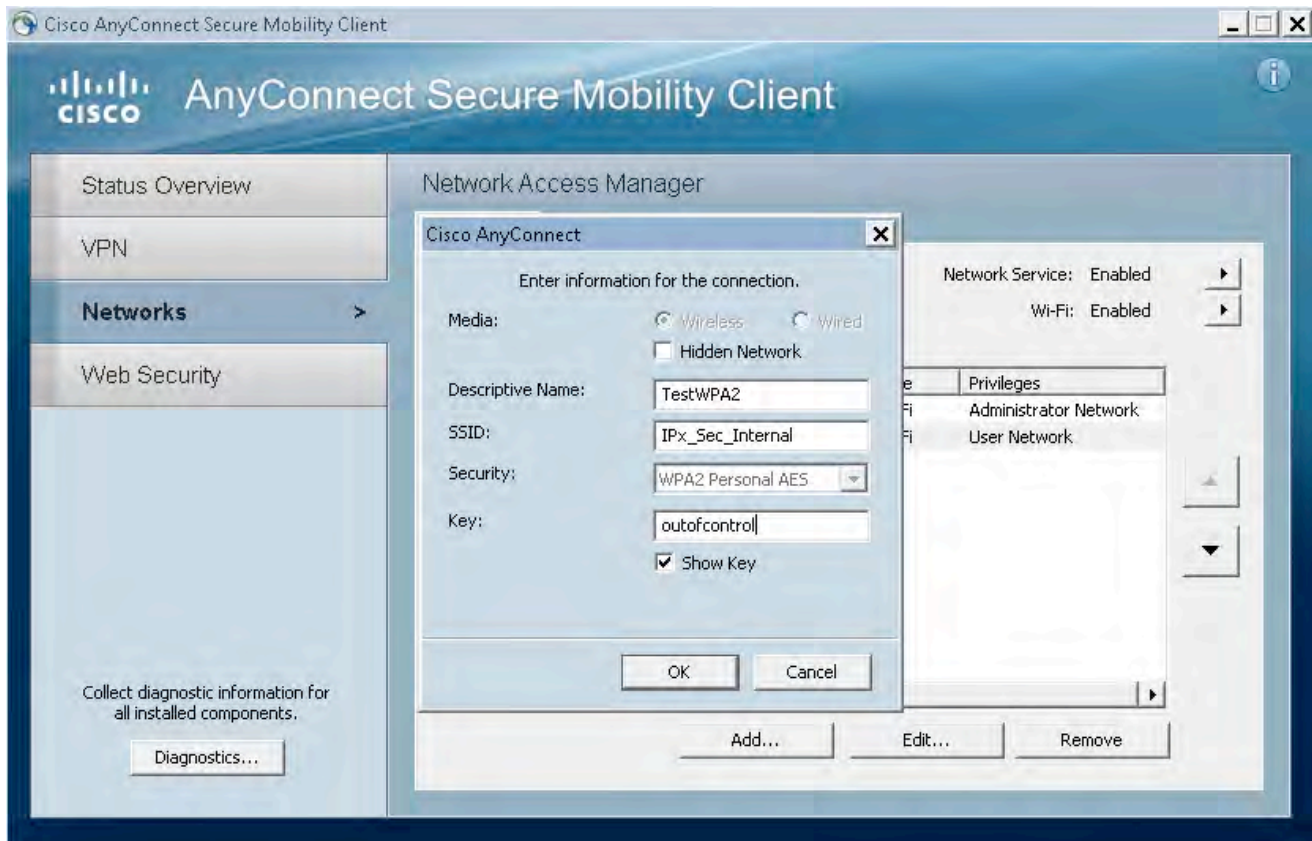 Cisco AnyConnect Secure Mobility Client
CISCO AnyConnect Secure Mobility Client
Status Overview
VPN
Networks >
Web Security
Collect diagnostic information for
all installed components.
Diagnostics...
Network Access Manager
Network Service: Enabled
Wi-Fi: Enabled
Privileges
Fi Administrator Network
Fi User Network
Cisco AnyConnect
Enter information for the connection.
Media: Wireless Wired
Hidden Network
Descriptive Name: TestWPA2
SSID: IPx_Sec_Internal
Security: WPA2 Personal AES
Key: outofcontrol
Show Key
OK Cancel
Add... Edit... Remove